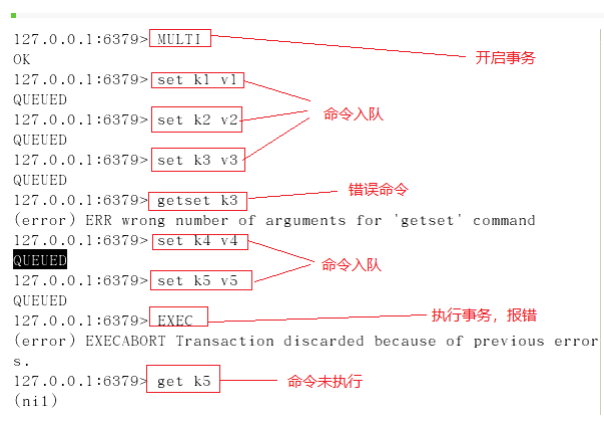 127.0.0.1:6379> MULTI
开启事务
OK
127.0.0.1:6379> set k1 v1
QUEUED
命令入队
127.0.0.1:6379> set k2 v2
QUEUED
127.0.0.1:6379> set k3 v3
QUEUED
错误命令
127.0.0.1:6379> getset k3
(error) ERR wrong number of arguments for 'getset' command
127.0.0.1:6379> set k4 v4
QUEUED
命令入队
127.0.0.1:6379> set k5 v5
QUEUED
127.0.0.1:6379> EXEC
执行事务，报错
(error) EXECABORT Transaction discarded because of previous error
s.
127.0.0.1:6379> get k5
命令未执行
(nil)